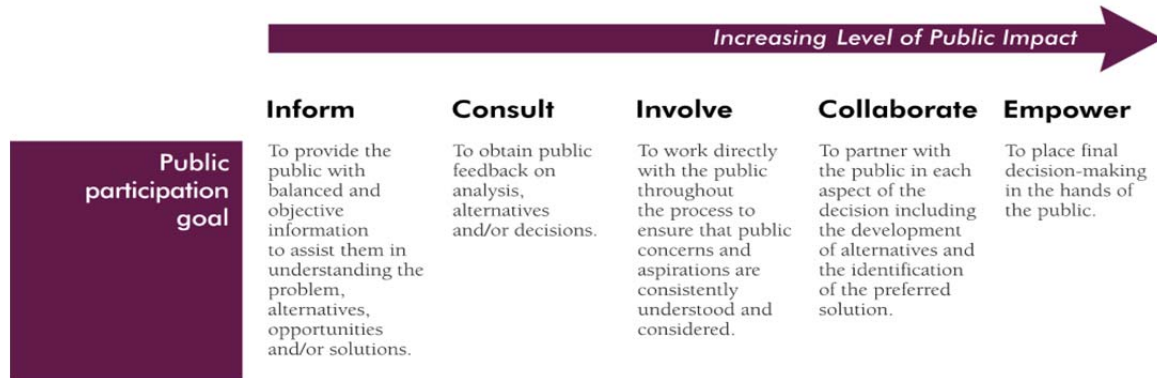 Increasing Level of Public Impact
Inform
To provide the
public with
balanced and
objective
information
to assist them in
understanding the
problem,
alternatives,
opportunities
and/or solutions.
Consult
To obtain public
feedback on
analysis,
alternatives
and/or decisions.
Involve
To work directly
with the public
throughout
the process to
ensure that public
concerns and
aspirations are
consistently
understood and
considered.
Collaborate
To partner with
the public in each
aspect of the
decision including
the development
of alternatives and
the identification
of the preferred
solution.
Empower
To place final
decision-making
in the hands of
the public.
Public
participation
goal